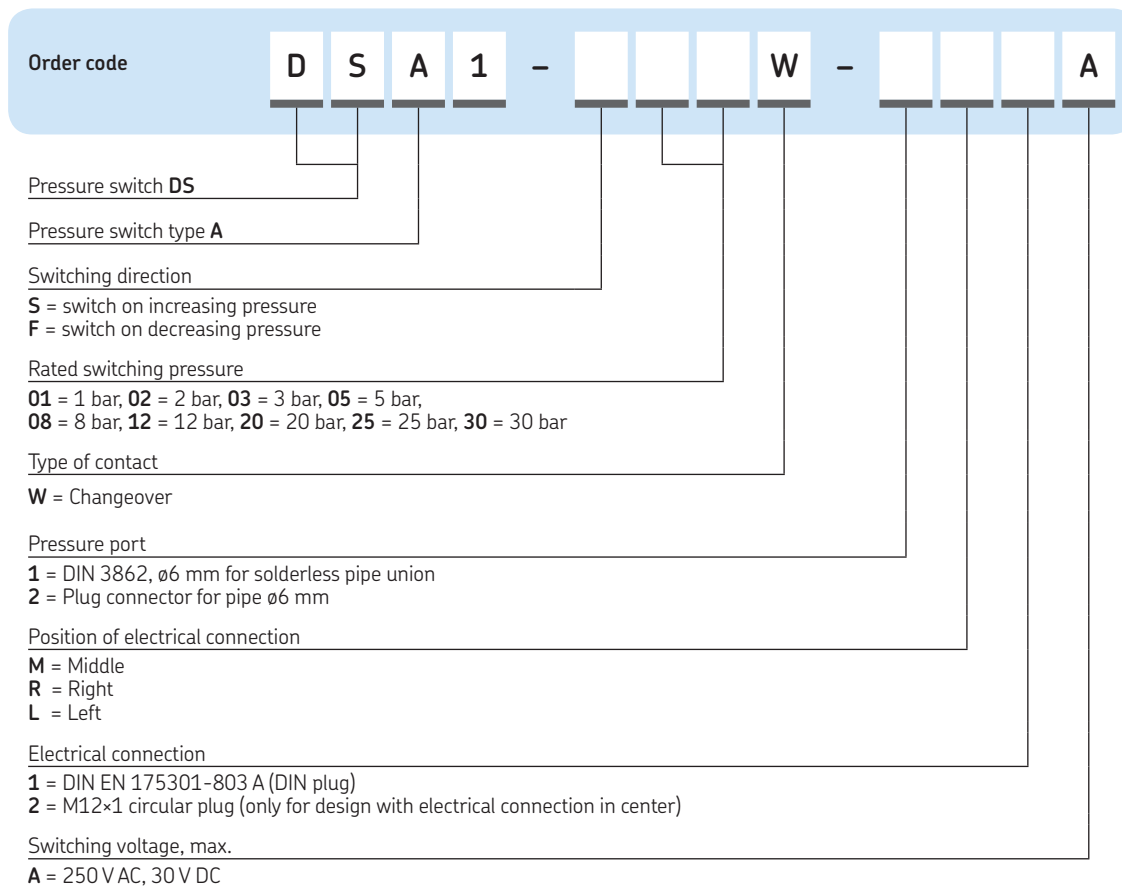 Order code D S A 1 – W – A
Pressure switch DS
Pressure switch type A
Switching direction
S = switch on increasing pressure
F = switch on decreasing pressure
Rated switching pressure
01 = 1 bar, 02 = 2 bar, 03 = 3 bar, 05 = 5 bar,
08 = 8 bar, 12 = 12 bar, 20 = 20 bar, 25 = 25 bar, 30 = 30 bar
Type of contact
W = Changeover
Pressure port
1 = DIN 3862, ø6 mm for solderless pipe union
2 = Plug connector for pipe ø6 mm
Position of electrical connection
M = Middle
R = Right
L = Left
Electrical connection
1 = DIN EN 175301-803 A (DIN plug)
2 = M12×1 circular plug (only for design with electrical connection in center)
Switching voltage, max.
A = 250 V AC, 30 V DC